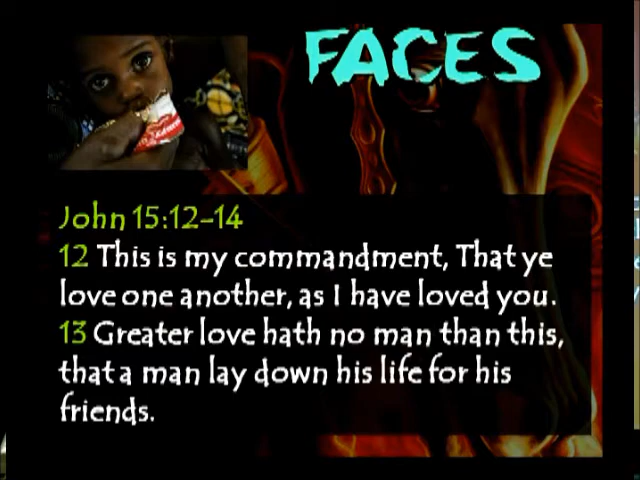 FACES
John 15:12-14
12 This is my commandment, That ye
love one another, as I have loved you.
13 Greater love hath no man than this,
that a man lay down his life for his
friends.